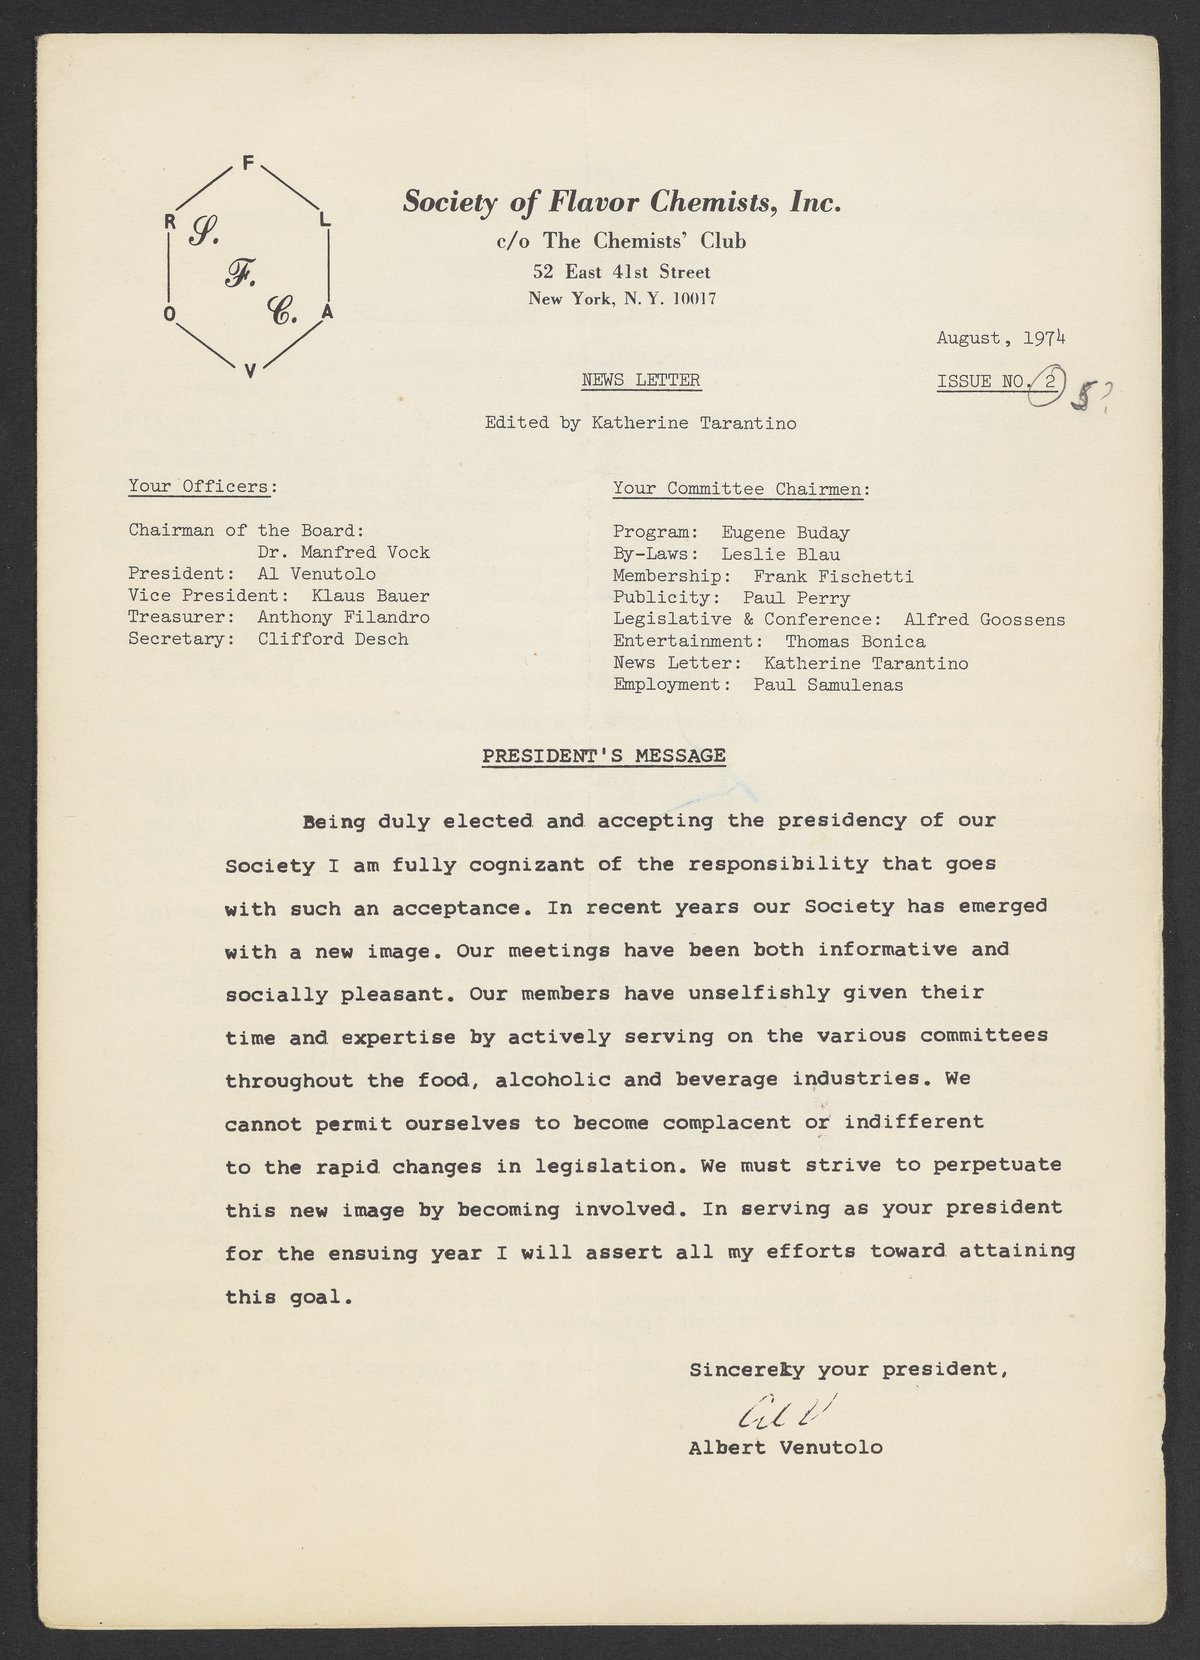 F
R
L
S.
F.
C.
O
A
V
Society of Flavor Chemists, Inc.
c/o The Chemists' Club
52 East 41st Street
New York, N.Y. 10017
August, 1974
NEWS LETTER
ISSUE NO. 2
5?
Edited by Katherine Tarantino
Your Officers:
Chairman of the Board:
Dr. Manfred Vock
President: Al Venutolo
Vice President: Klaus Bauer
Treasurer: Anthony Filandro
Secretary: Clifford Desch
Your Committee Chairmen:
Program: Eugene Buday
By-Laws: Leslie Blau
Membership: Frank Fischetti
Publicity: Paul Perry
Legislative & Conference: Alfred Goossens
Entertainment: Thomas Bonica
News Letter: Katherine Tarantino
Employment: Paul Samulenas
PRESIDENT'S MESSAGE
Being duly elected and accepting the presidency of our
Society I am fully cognizant of the responsibility that goes
with such an acceptance. In recent years our Society has emerged
with a new image. Our meetings have been both informative and
socially pleasant. Our members have unselfishly given their
time and expertise by actively serving on the various committees
throughout the food, alcoholic and beverage industries. We
cannot permit ourselves to become complacent or indifferent
to the rapid changes in legislation. We must strive to perpetuate
this new image by becoming involved. In serving as your president
for the ensuing year I will assert all my efforts toward attaining
this goal.
Sincerely your president,
Al V
Albert Venutolo